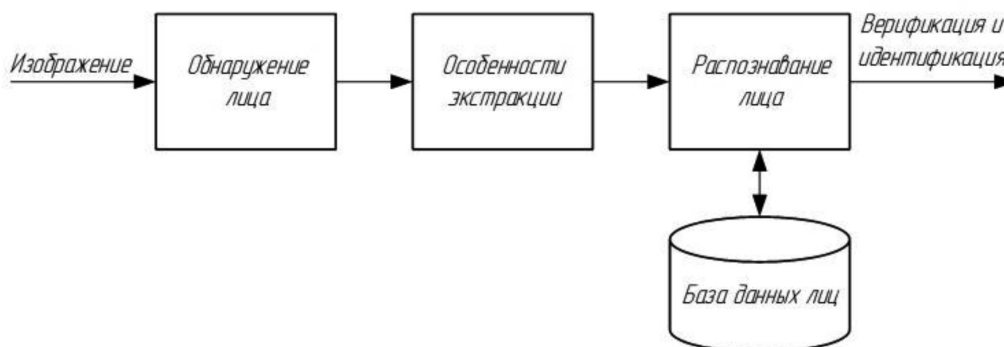 Изображение
Обнаружение
лица
Особенности
экстракции
Распознавание
лица
Верификация и
идентификация
База данных лиц